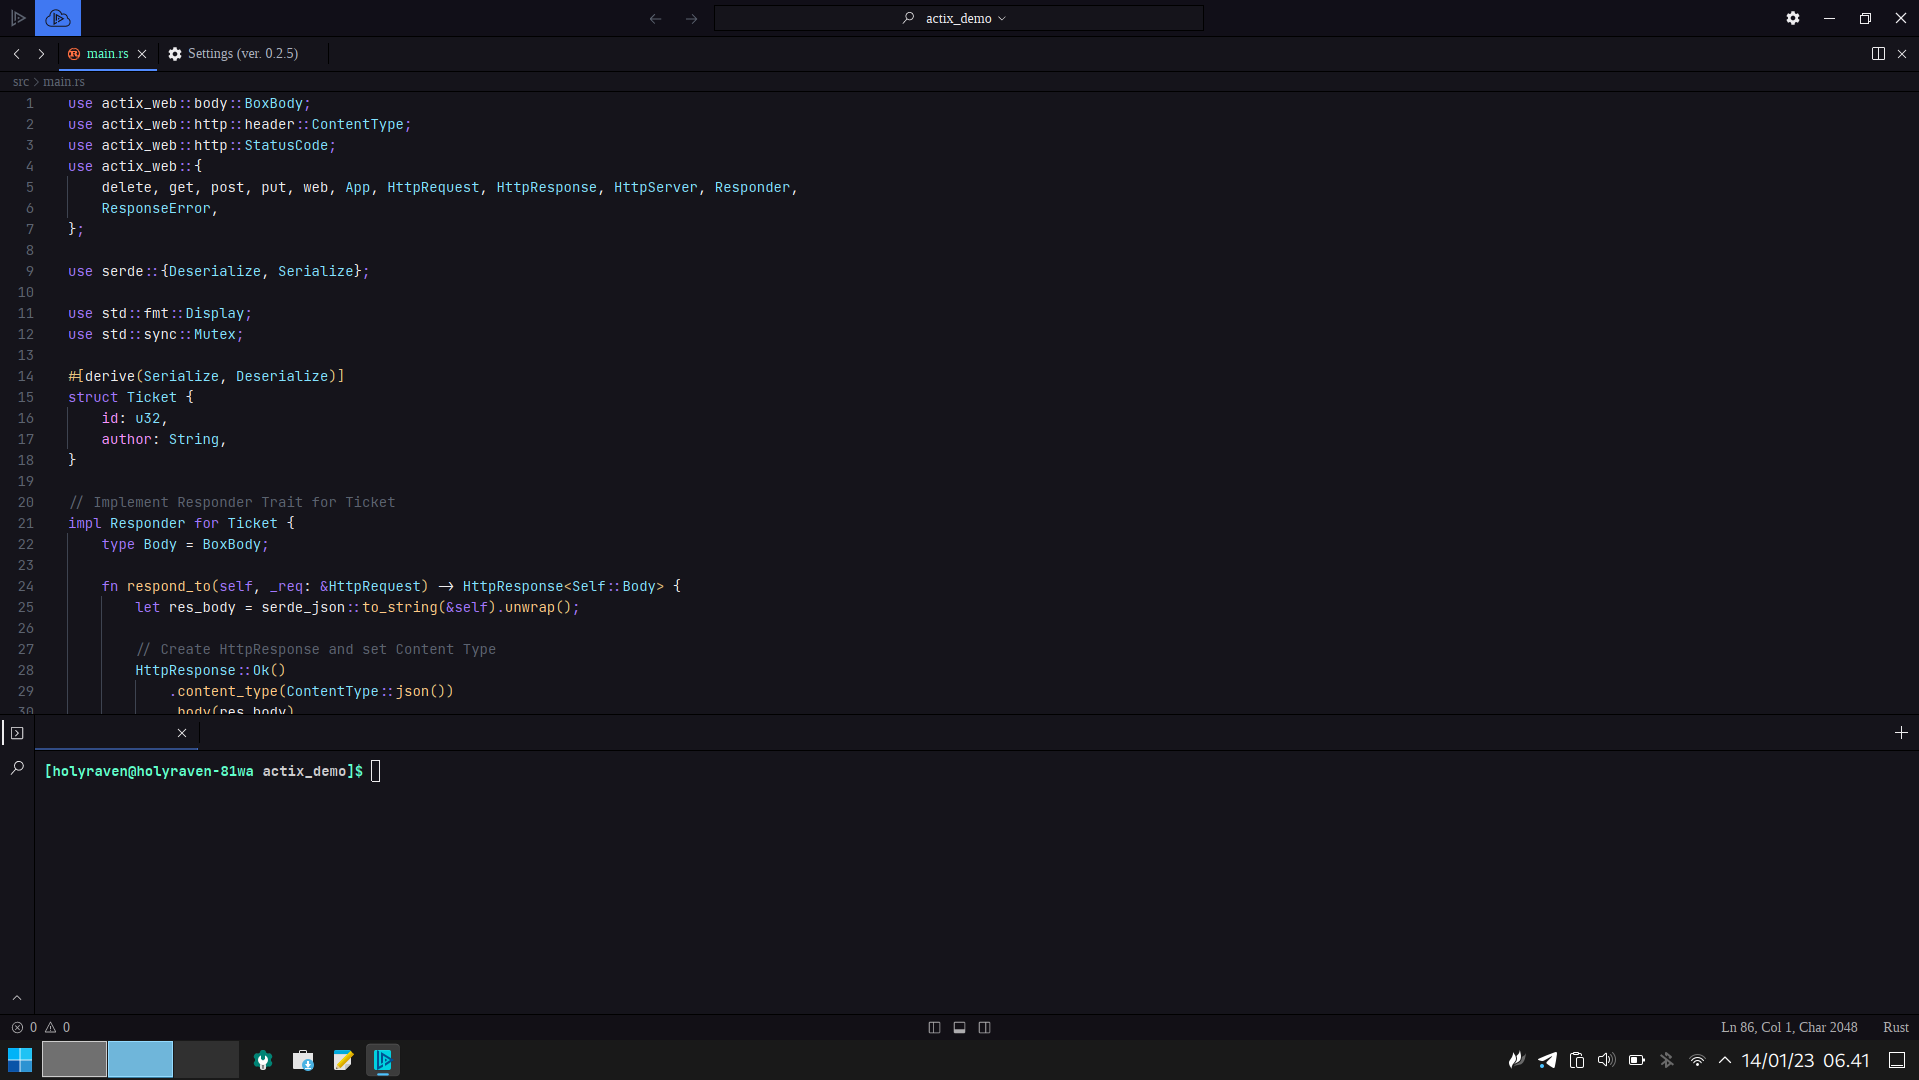 actix_demo
main.rs
Settings (ver. 0.2.5)
src > main.rs
1 use actix_web::body::BoxBody;
2 use actix_web::http::header::ContentType;
3 use actix_web::http::StatusCode;
4 use actix_web::{
5 delete, get, post, put, web, App, HttpRequest, HttpResponse, HttpServer, Responder,
6 ResponseError,
7 };
8
9 use serde::{Deserialize, Serialize};
10
11 use std::fmt::Display;
12 use std::sync::Mutex;
13
14 #[derive(Serialize, Deserialize)]
15 struct Ticket {
16 id: u32,
17 author: String,
18 }
19
20 // Implement Responder Trait for Ticket
21 impl Responder for Ticket {
22 type Body = BoxBody;
23
24 fn respond_to(self, _req: &HttpRequest) -> HttpResponse<Self::Body> {
25 let res_body = serde_json::to_string(&self).unwrap();
26
27 // Create HttpResponse and set Content Type
28 HttpResponse::Ok()
29 .content_type(ContentType::json())
30 .body(res_body)
[holyraven@holyraven-81wa actix_demo]$
0 0
Ln 86, Col 1, Char 2048
Rust
14/01/23 06.41